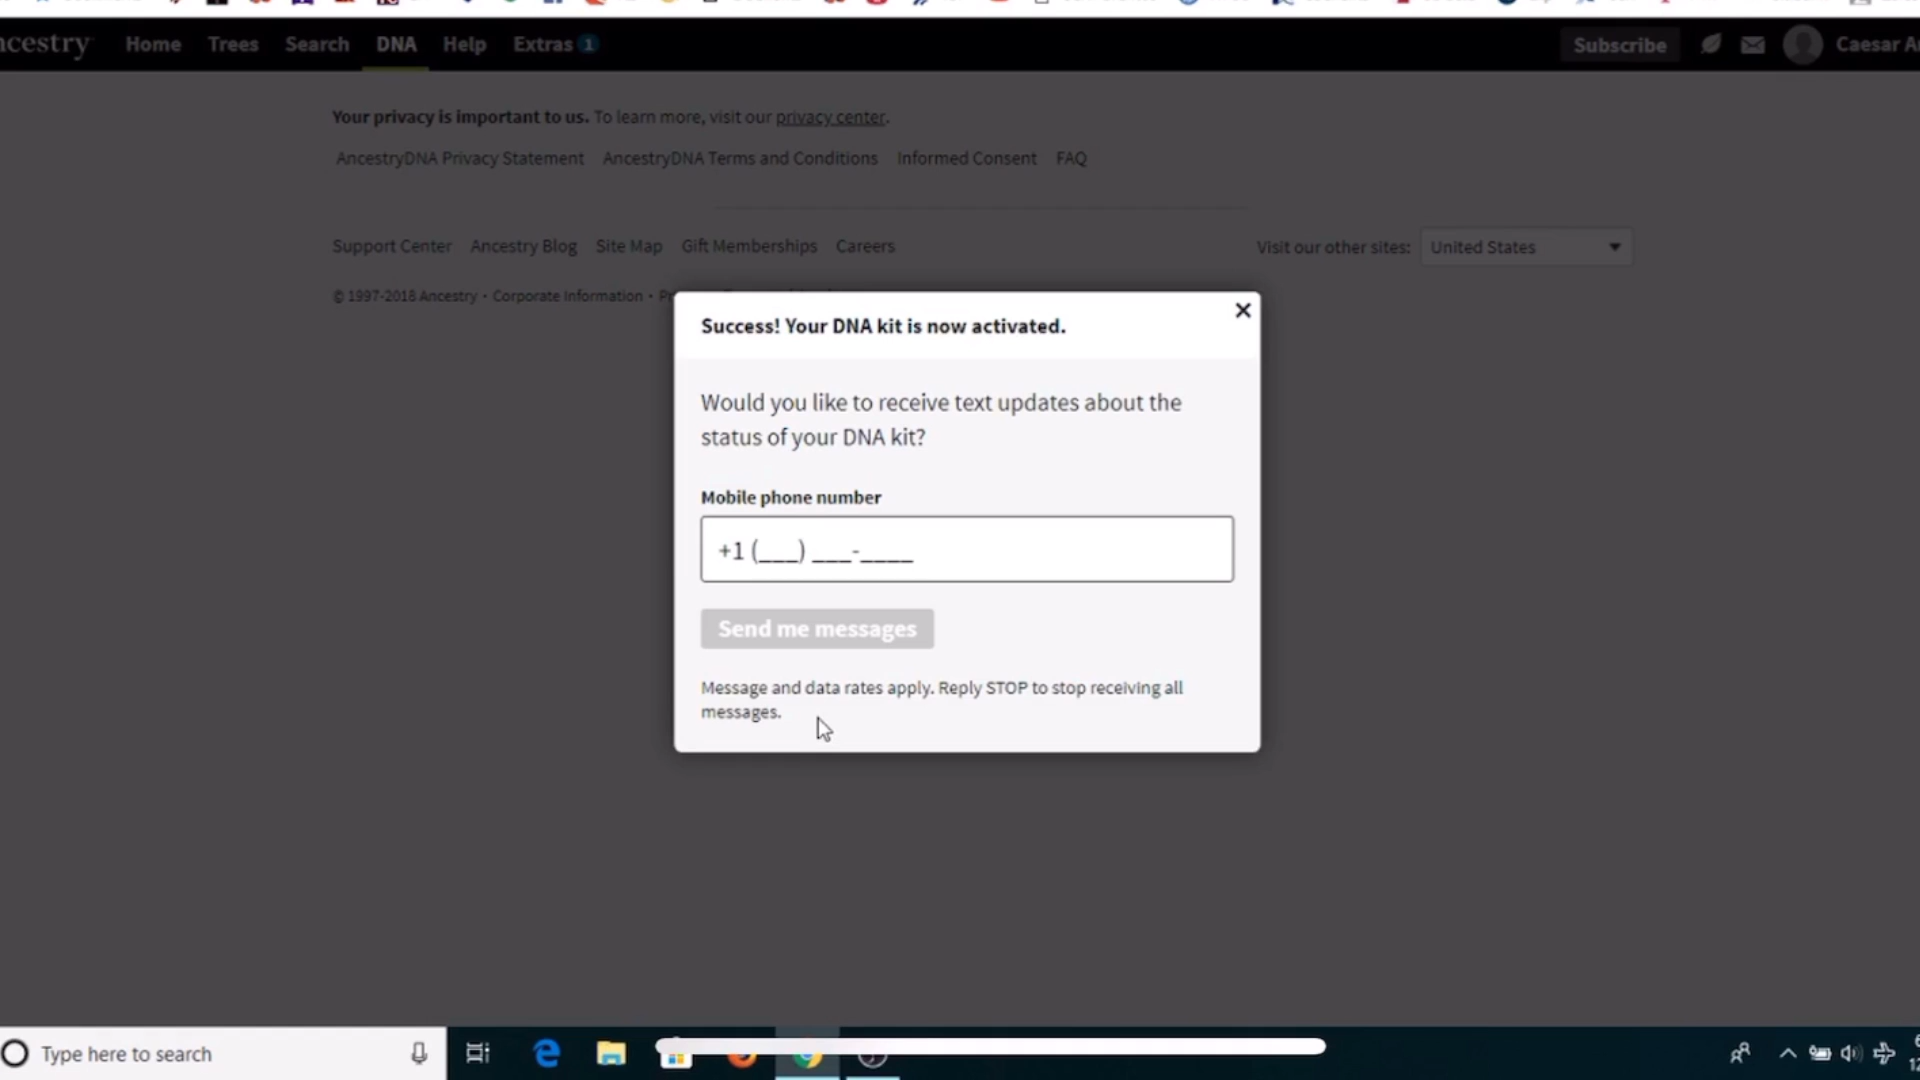 ncestry Home Trees Search DNA Help Extras 1 Subscribe Caesar A
Your privacy is important to us. To learn more, visit our privacy center.
AncestryDNA Privacy Statement AncestryDNA Terms and Conditions Informed Consent FAQ
Support Center Ancestry Blog Site Map Gift Memberships Careers Visit our other sites: United States
© 1997-2018 Ancestry • Corporate Information •
Success! Your DNA kit is now activated.
Would you like to receive text updates about the
status of your DNA kit?
Mobile phone number
+1 (___) ___-____
Send me messages
Message and data rates apply. Reply STOP to stop receiving all
messages.
Type here to search